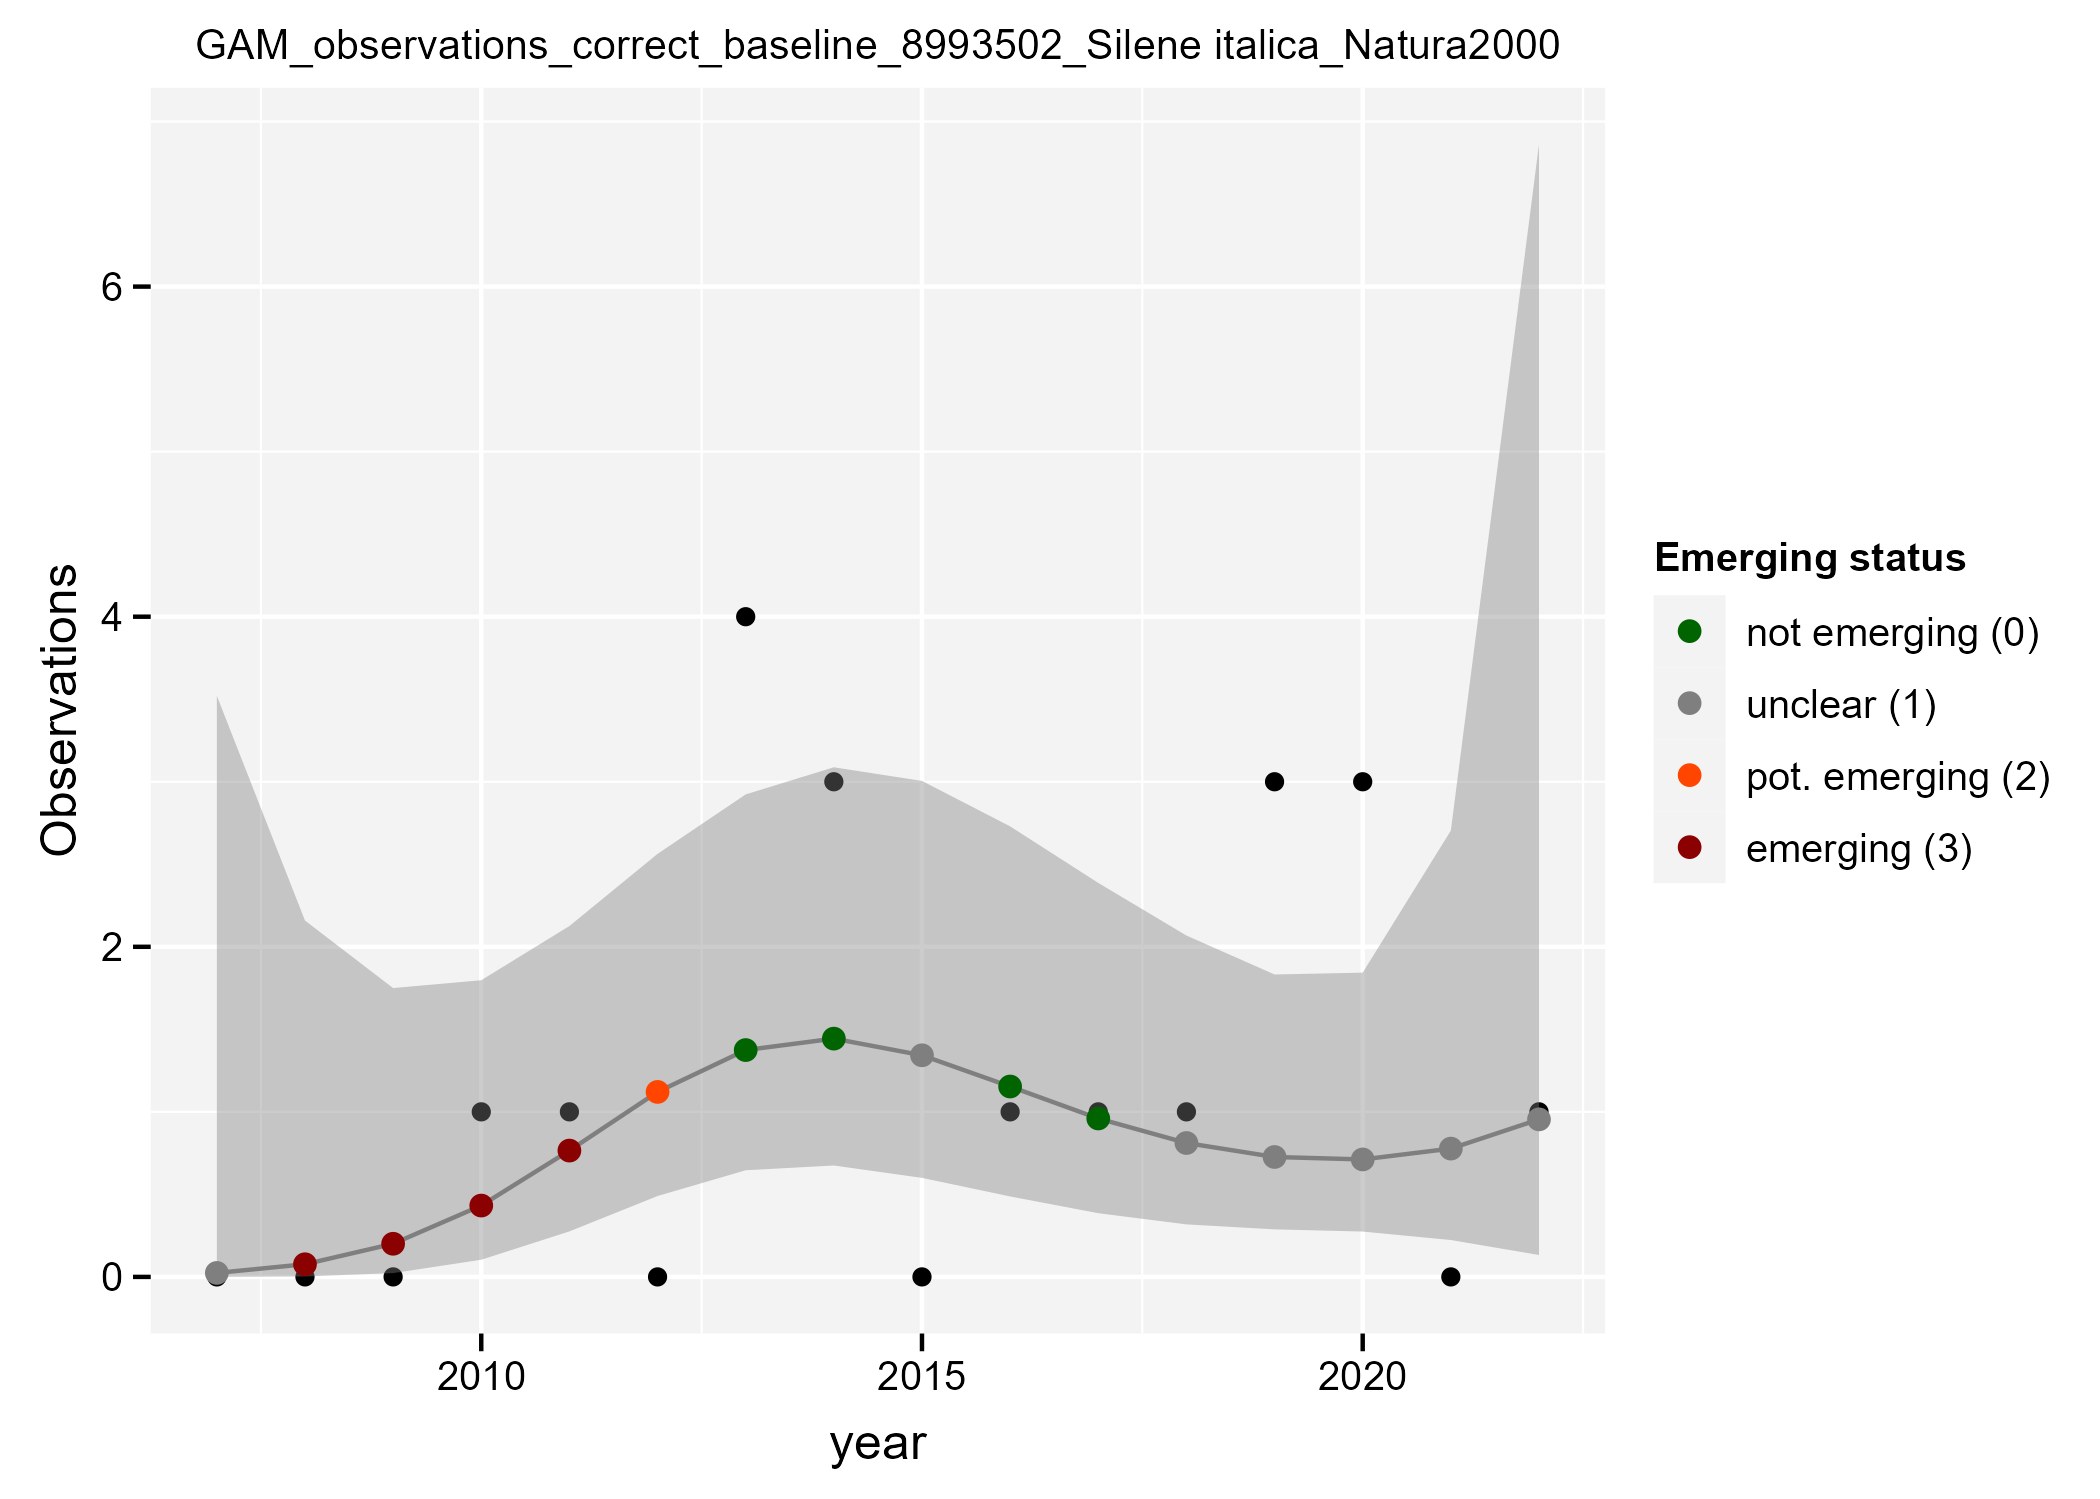 GAM_observations_correct_baseline_8993502_Silene italica_Natura2000
Observations
6
4
2
0
2010
2015
2020
year
Emerging status
not emerging (0)
unclear (1)
pot. emerging (2)
emerging (3)